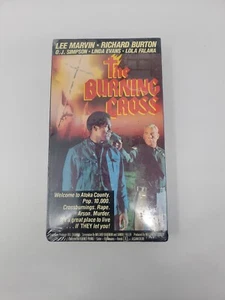 LEE MARVIN • RICHARD BURTON
O.J. SIMPSON • LINDA EVANS • LOLA FALANA
The
BURNING
CROSS
Welcome to Atoka County.
Pop. 10,000.
Crossburnings. Rape.
Arson. Murder.
a great place to live
. . . IF THEY let you!